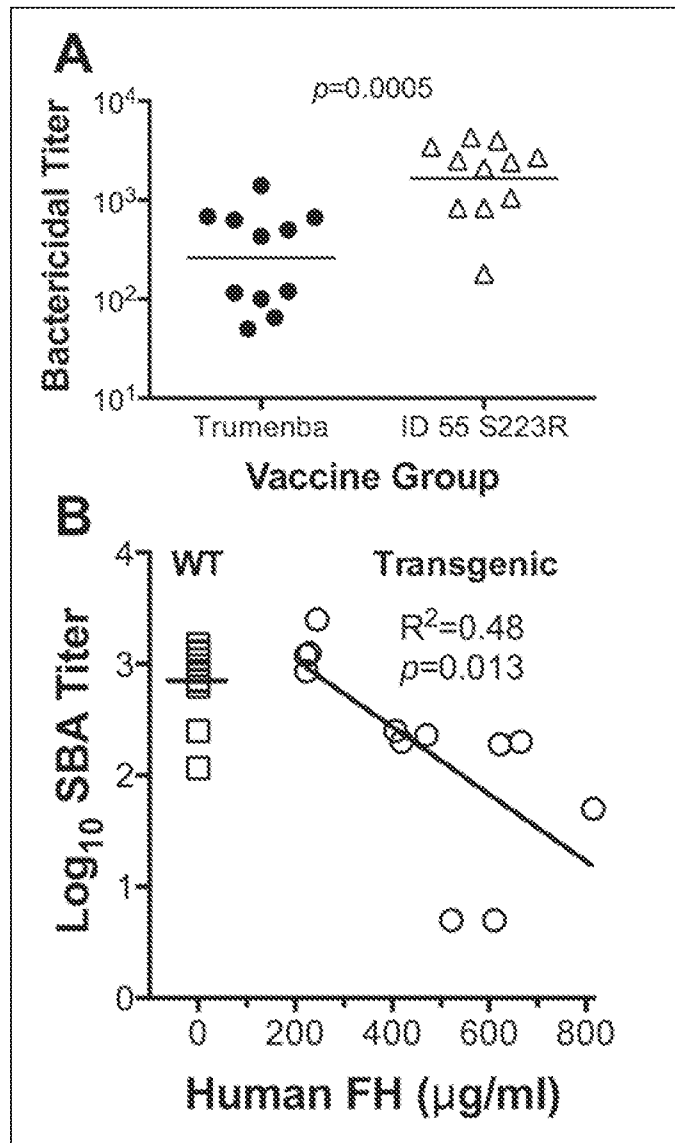 A
p=0.0005
Bactericidal Titer
10⁴
10³
10²
10¹
Trumenba
ID 55 S223R
Vaccine Group
B
WT
Transgenic
R²=0.48
p=0.013
Log₁₀ SBA Titer
4
3
2
1
0
0 200 400 600 800
Human FH (μg/ml)